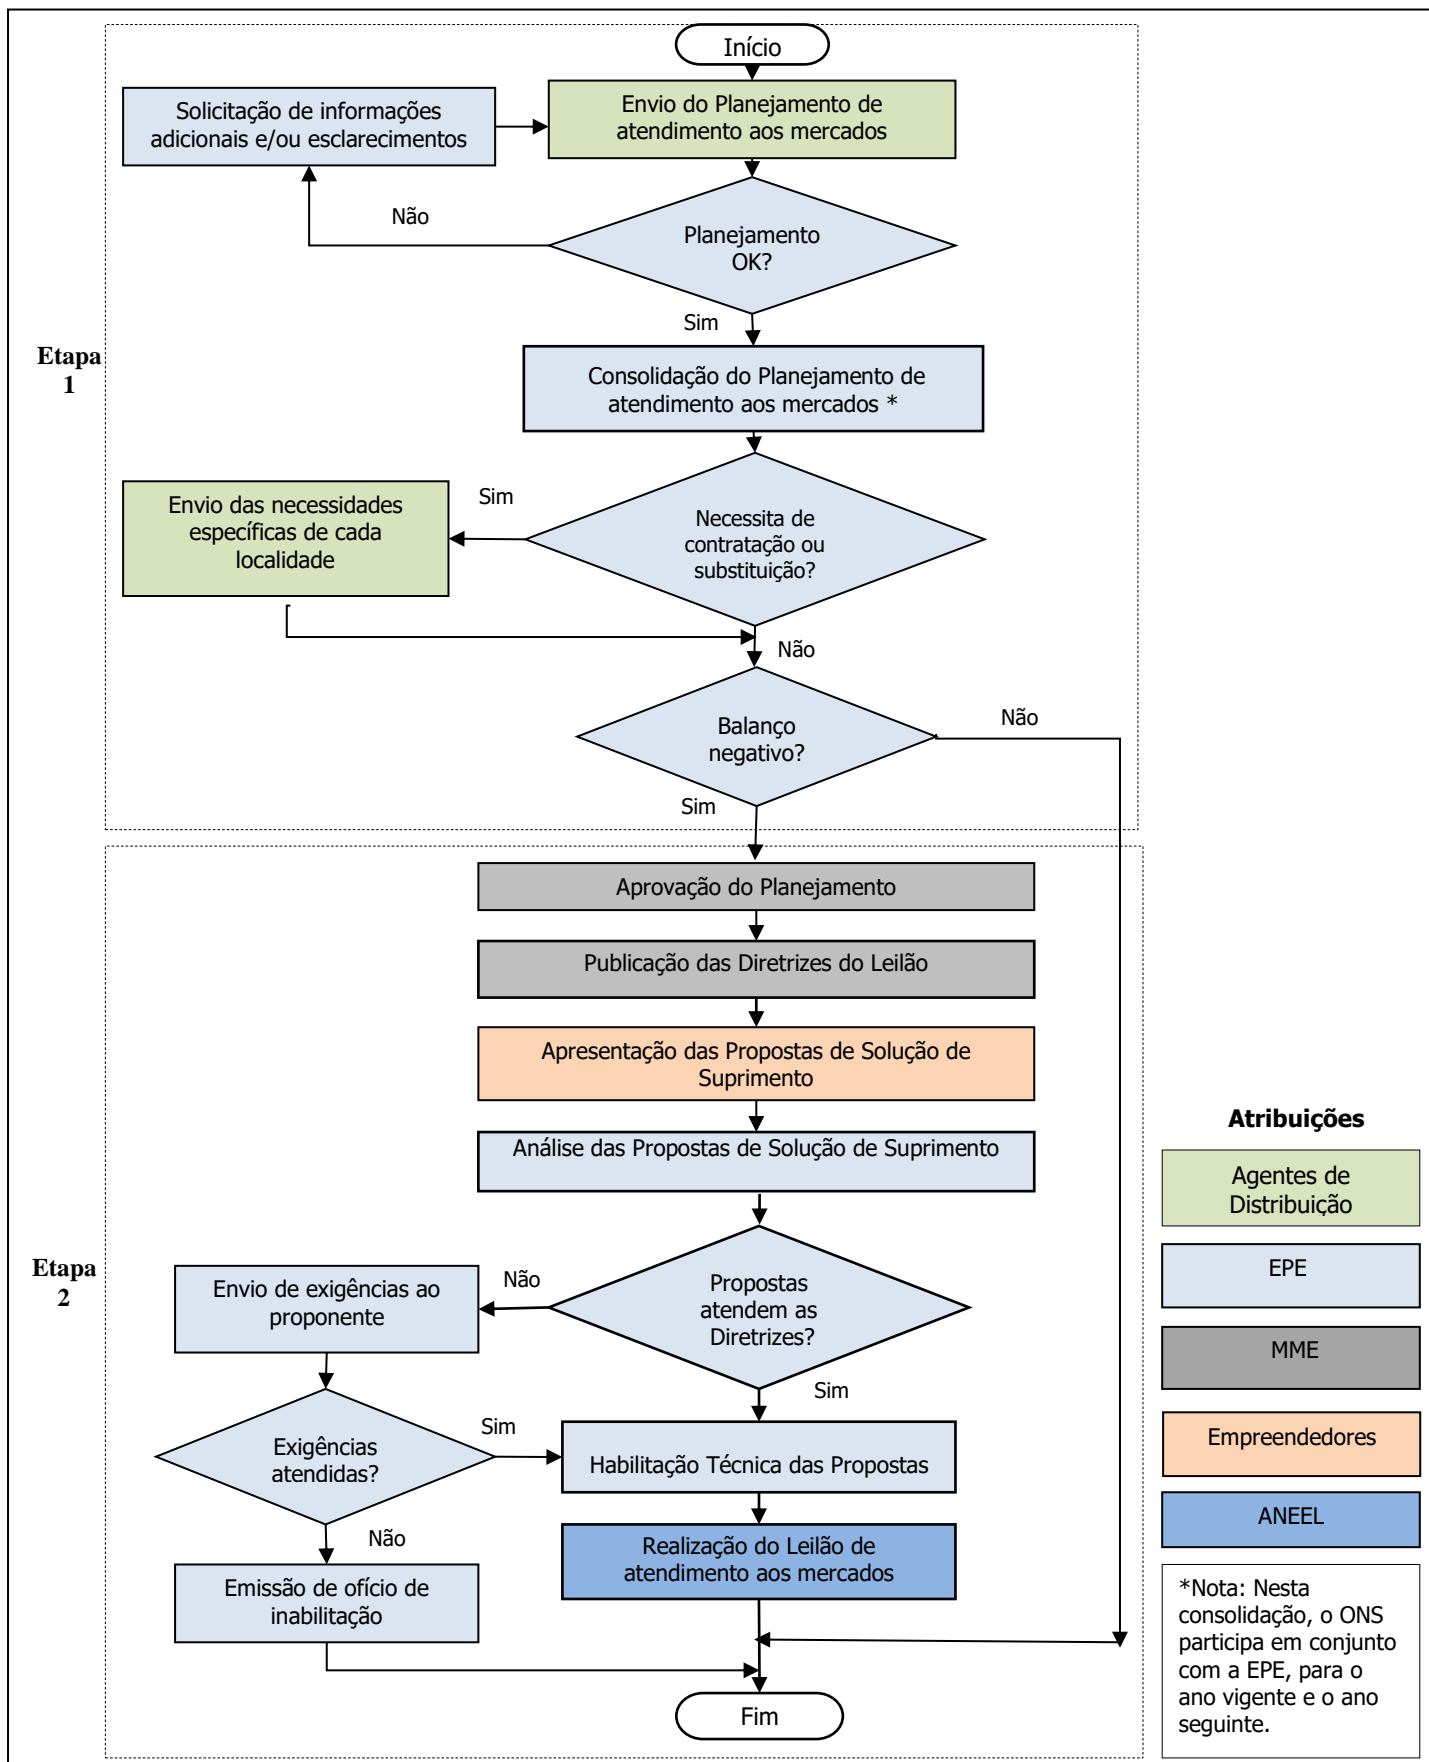 Início
Solicitação de informações
adicionais e/ou esclarecimentos
Envio do Planejamento de
atendimento aos mercados
Não
Planejamento
OK?
Sim
Etapa
1
Consolidação do Planejamento de
atendimento aos mercados *
Envio das necessidades
específicas de cada
localidade
Sim
Necessita de
contratação ou
substituição?
Não
Balanço
negativo?
Não
Sim
Aprovação do Planejamento
Publicação das Diretrizes do Leilão
Apresentação das Propostas de Solução de
Suprimento
Análise das Propostas de Solução de Suprimento
Etapa
2
Envio de exigências ao
proponente
Não
Propostas
atendem as
Diretrizes?
Sim
Exigências
atendidas?
Sim
Habilitação Técnica das Propostas
Não
Realização do Leilão de
atendimento aos mercados
Emissão de ofício de
inabilitação
Fim
Atribuições
Agentes de
Distribuição
EPE
MME
Empreendedores
ANEEL
*Nota: Nesta
consolidação, o ONS
participa em conjunto
com a EPE, para o
ano vigente e o ano
seguinte.